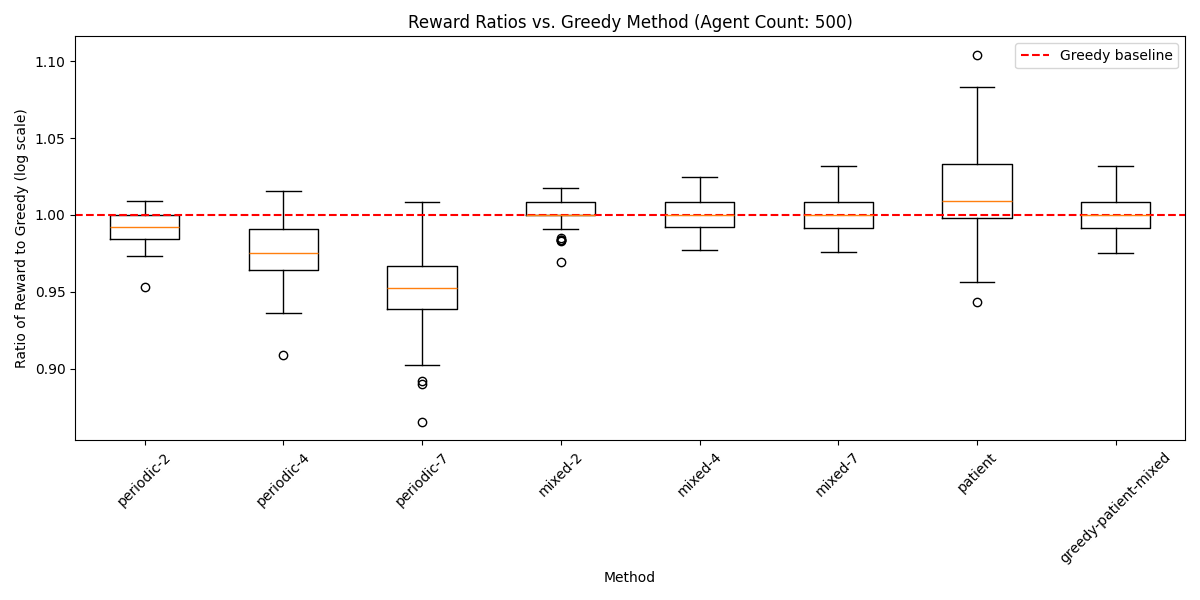 Reward Ratios vs. Greedy Method (Agent Count: 500)
Greedy baseline
Ratio of Reward to Greedy (log scale)
1.10
1.05
1.00
0.95
0.90
periodic-2
periodic-4
periodic-7
mixed-2
mixed-4
mixed-7
patient
greedy-patient-mixed
Method